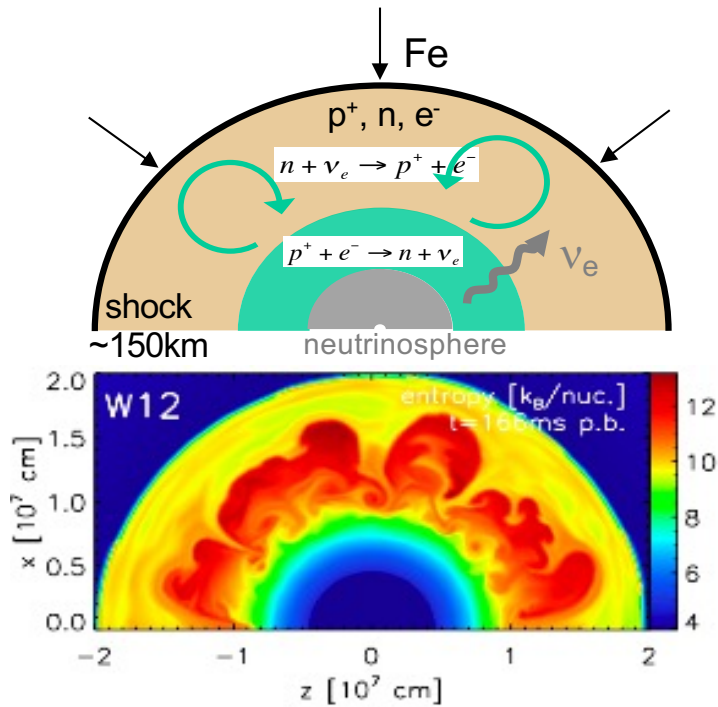 Fe
p⁺, n, e⁻
n + νₑ → p⁺ + e⁻
p⁺ + e⁻ → n + νₑ
νₑ
shock
~150km
neutrinosphere
W12
entropy [k_B/nuc.]
t=166ms p.b.
2.0
1.5
1.0
0.5
0.0
x [10⁷ cm]
12
10
8
6
4
−2
−1
0
1
2
z [10⁷ cm]